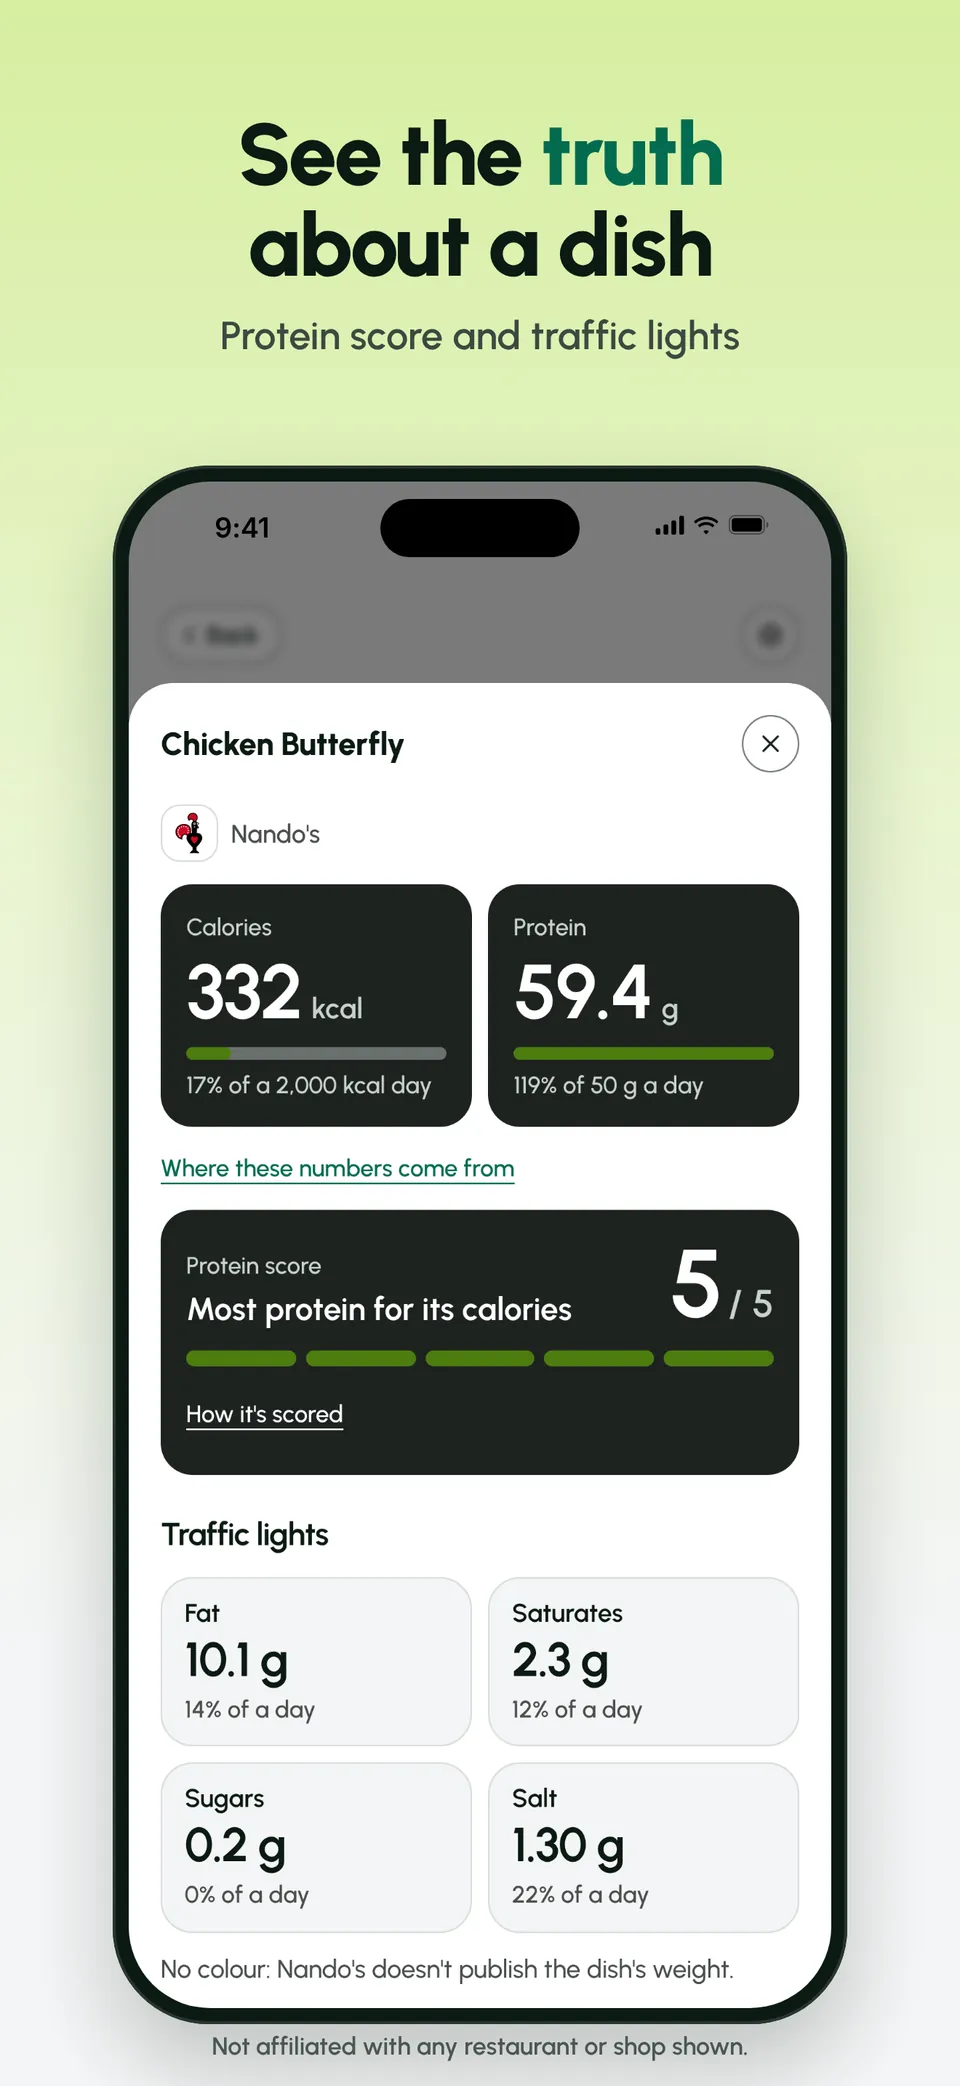 See the truth
about a dish
Protein score and traffic lights
9:41
Back
Chicken Butterfly
Nando's
Calories
332 kcal
17% of a 2,000 kcal day
Protein
59.4 g
119% of 50 g a day
Where these numbers come from
Protein score
Most protein for its calories
5 / 5
How it's scored
Traffic lights
Fat
10.1 g
14% of a day
Saturates
2.3 g
12% of a day
Sugars
0.2 g
0% of a day
Salt
1.30 g
22% of a day
No colour: Nando's doesn't publish the dish's weight.
Not affiliated with any restaurant or shop shown.